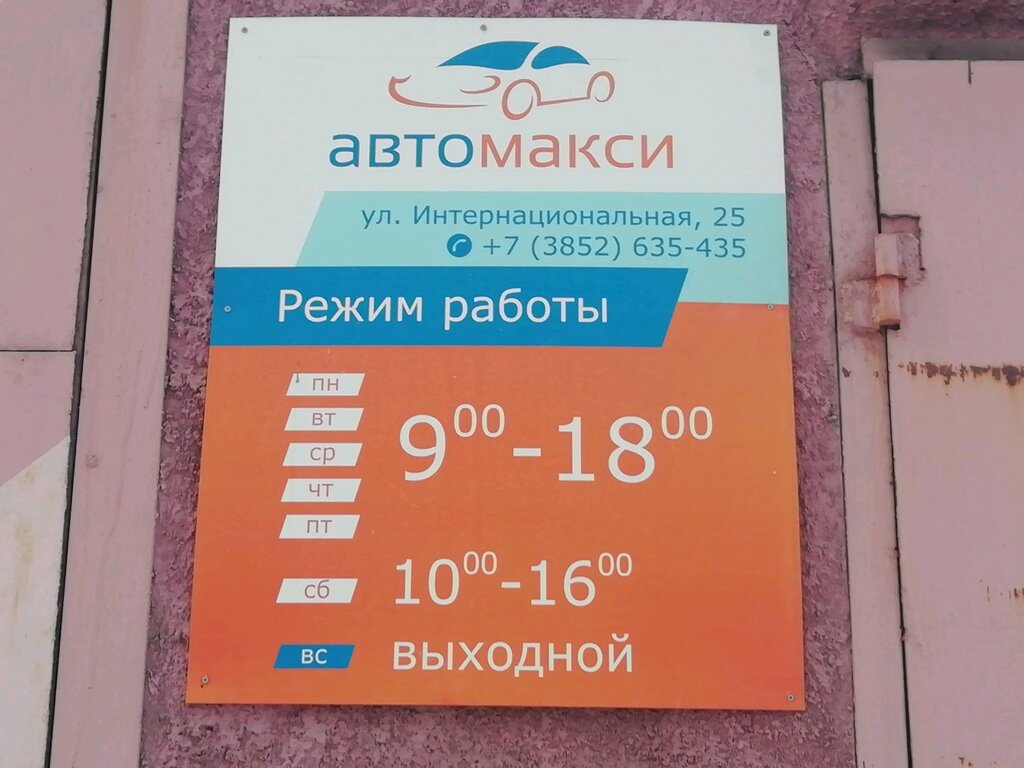 автомакси
ул. Интернациональная, 25
+7 (3852) 635-435
Режим работы
пн
вт
ср
чт
пт
9⁰⁰-18⁰⁰
сб 10⁰⁰-16⁰⁰
вс выходной